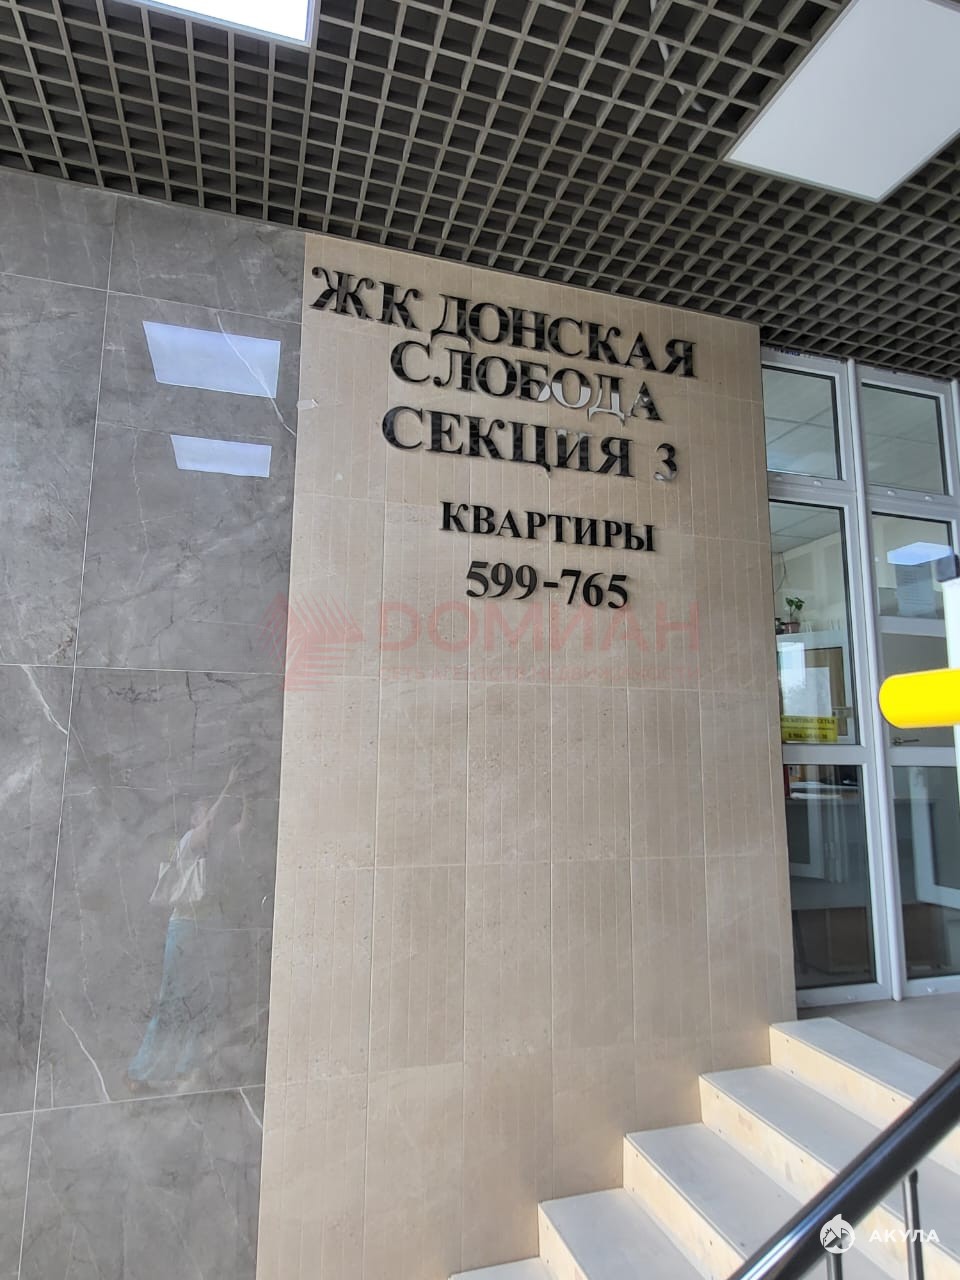 ЖК ДОНСКАЯ
СЛОБОДА
СЕКЦИЯ 3
КВАРТИРЫ
599-765
ДОМИАН
АКУЛА